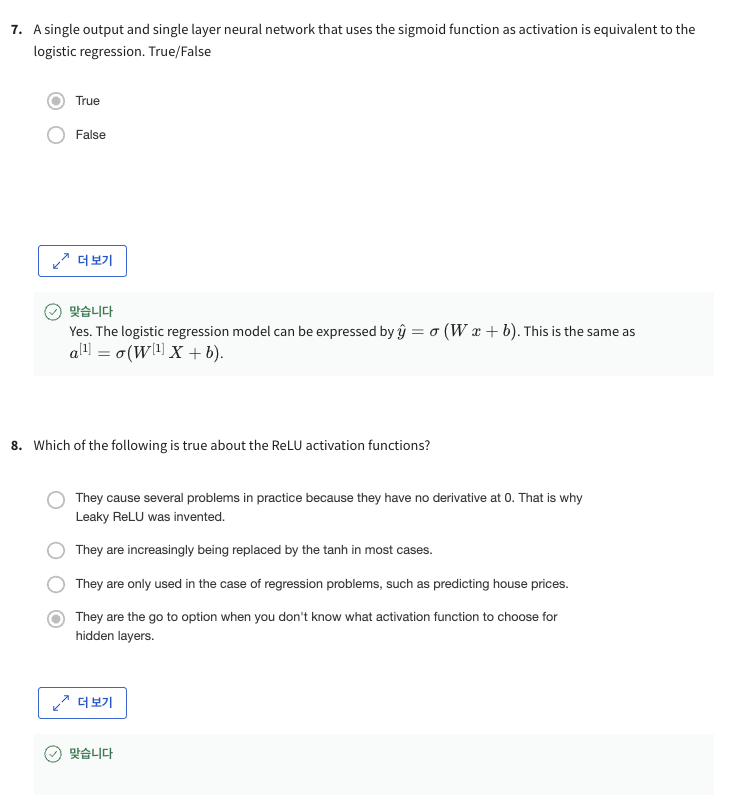 7. A single output and single layer neural network that uses the sigmoid function as activation is equivalent to the
logistic regression. True/False
True
False
더 보기
맞습니다
Yes. The logistic regression model can be expressed by ŷ = σ (W x + b). This is the same as
a^[1] = σ(W^[1] X + b).
8. Which of the following is true about the ReLU activation functions?
They cause several problems in practice because they have no derivative at 0. That is why
Leaky ReLU was invented.
They are increasingly being replaced by the tanh in most cases.
They are only used in the case of regression problems, such as predicting house prices.
They are the go to option when you don't know what activation function to choose for
hidden layers.
더 보기
맞습니다